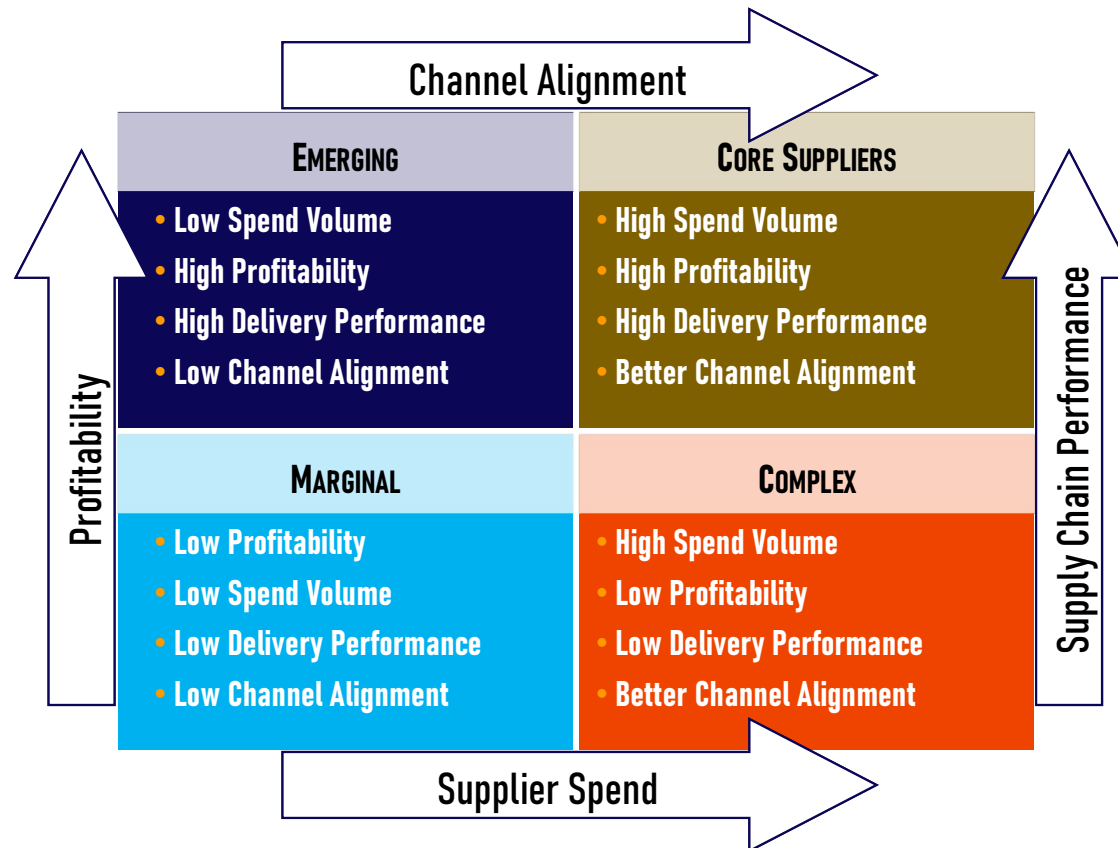 Channel Alignment
Emerging
• Low Spend Volume
• High Profitability
• High Delivery Performance
• Low Channel Alignment
Core Suppliers
• High Spend Volume
• High Profitability
• High Delivery Performance
• Better Channel Alignment
Profitability
Supply Chain Performance
Marginal
• Low Profitability
• Low Spend Volume
• Low Delivery Performance
• Low Channel Alignment
Complex
• High Spend Volume
• Low Profitability
• Low Delivery Performance
• Better Channel Alignment
Supplier Spend